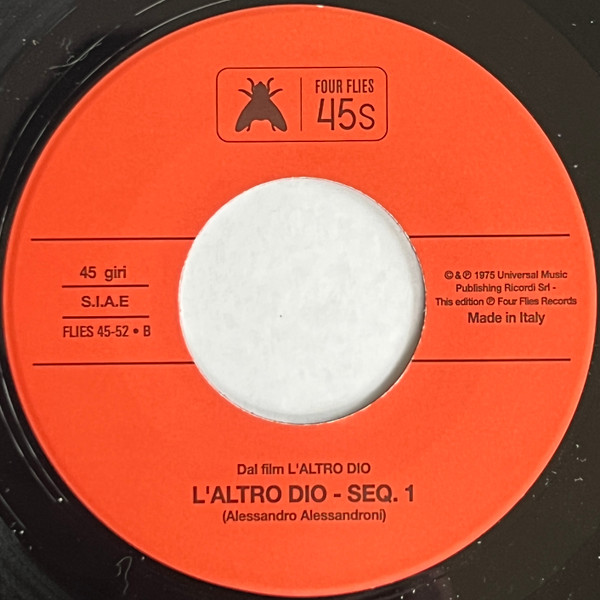 FOUR FLIES
45s
45 giri
S.I.A.E
FLIES 45-52 • B
© & ℗ 1975 Universal Music
Publishing Ricordi Srl -
This edition ℗ Four Flies Records
Made in Italy
Dal film L'ALTRO DIO
L'ALTRO DIO - SEQ. 1
(Alessandro Alessandroni)